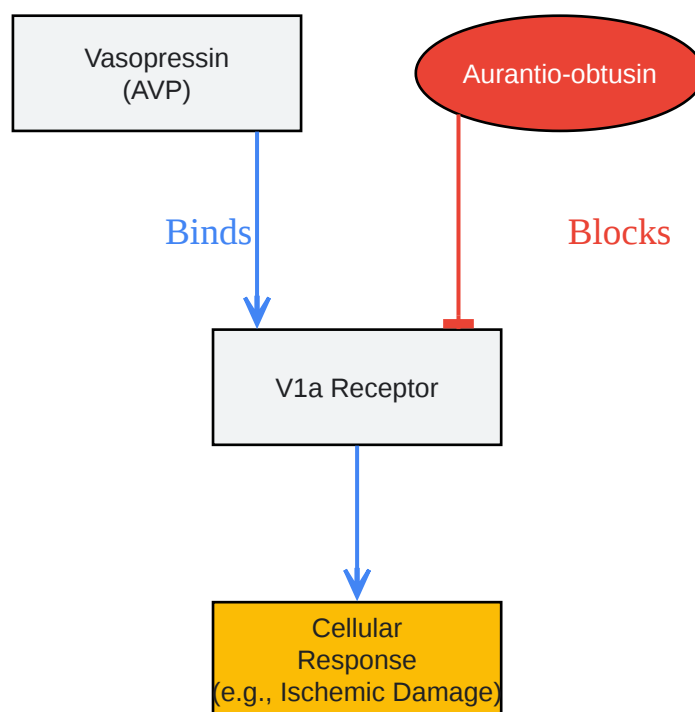 Vasopressin
(AVP)
Aurantio-obtusin
Binds
Blocks
V1a Receptor
Cellular
Response
(e.g., Ischemic Damage)